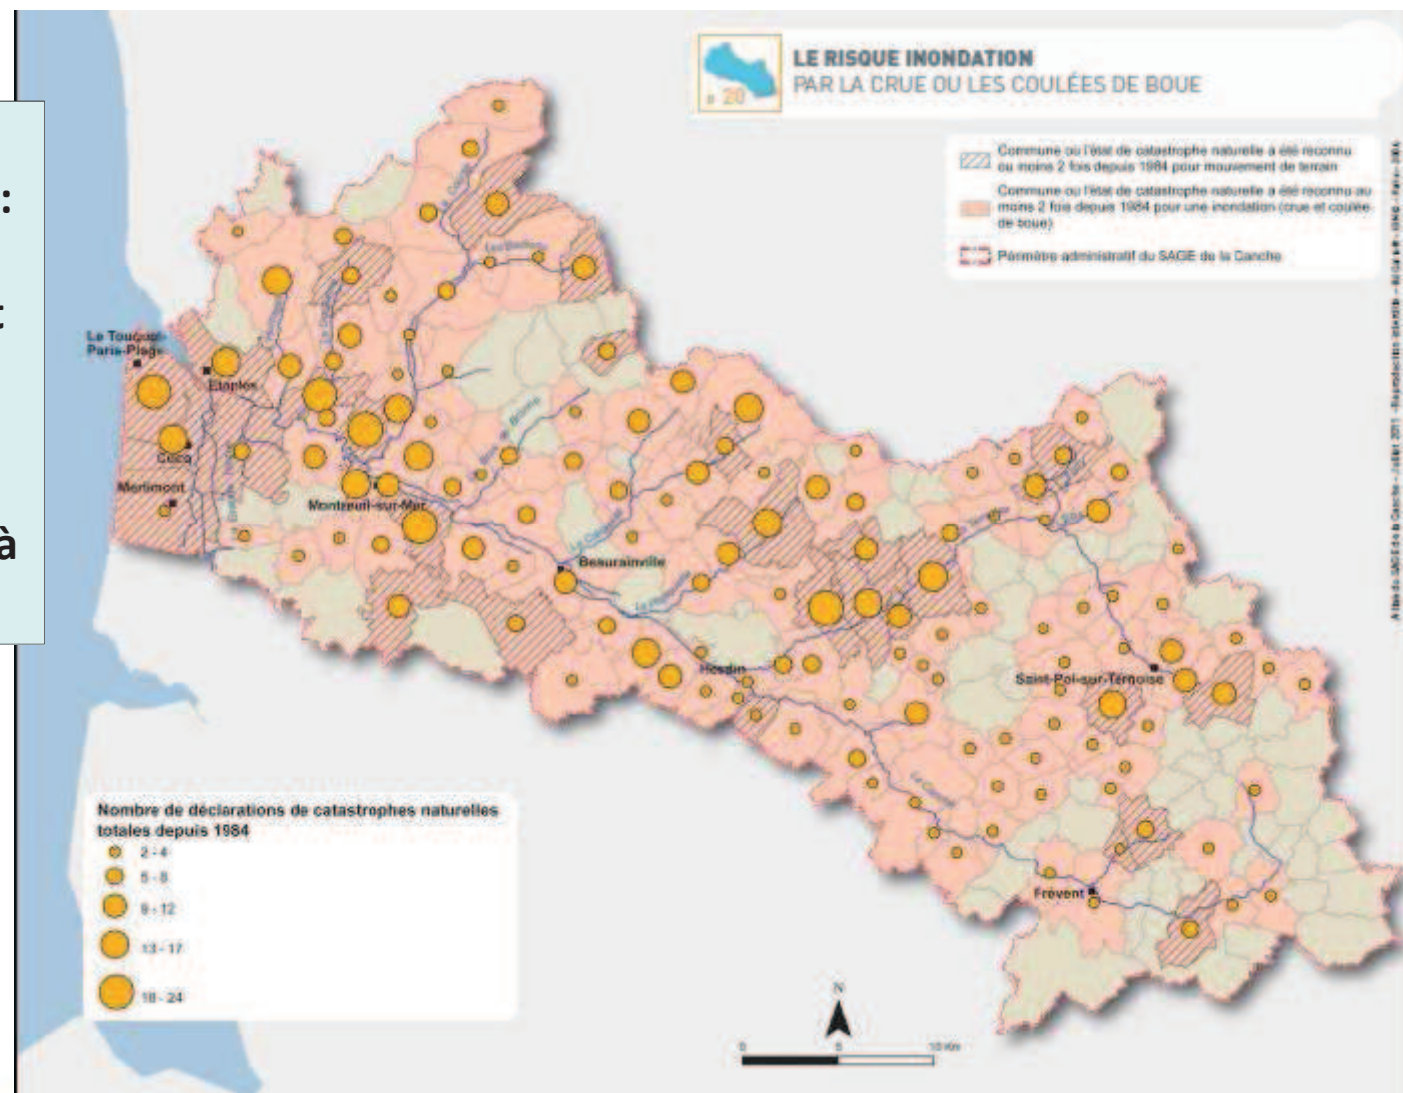 :
t
à
LE RISQUE INONDATION
PAR LA CRUE OU LES COULÉES DE BOUE
20
Commune ou l'état de catastrophe naturelle a été reconnu
ou moins 2 fois depuis 1984 pour mouvement de terrain
Commune ou l'état de catastrophe naturelle a été reconnu au
moins 2 fois depuis 1984 pour une inondation (crue et coulée
de boue)
Périmètre administratif du SAGE de la Canche
Le Touquet-
Paris-Plage
Etaples
Cucq
Merlimont
Montreuil-sur-Mer
Beaurainville
Hesdin
Saint-Pol-sur-Ternoise
La Canche
Frévent
Nombre de déclarations de catastrophes naturelles
totales depuis 1984
2 - 4
5 - 8
9 - 12
13 - 17
18 - 24
N
0 5 10 Km